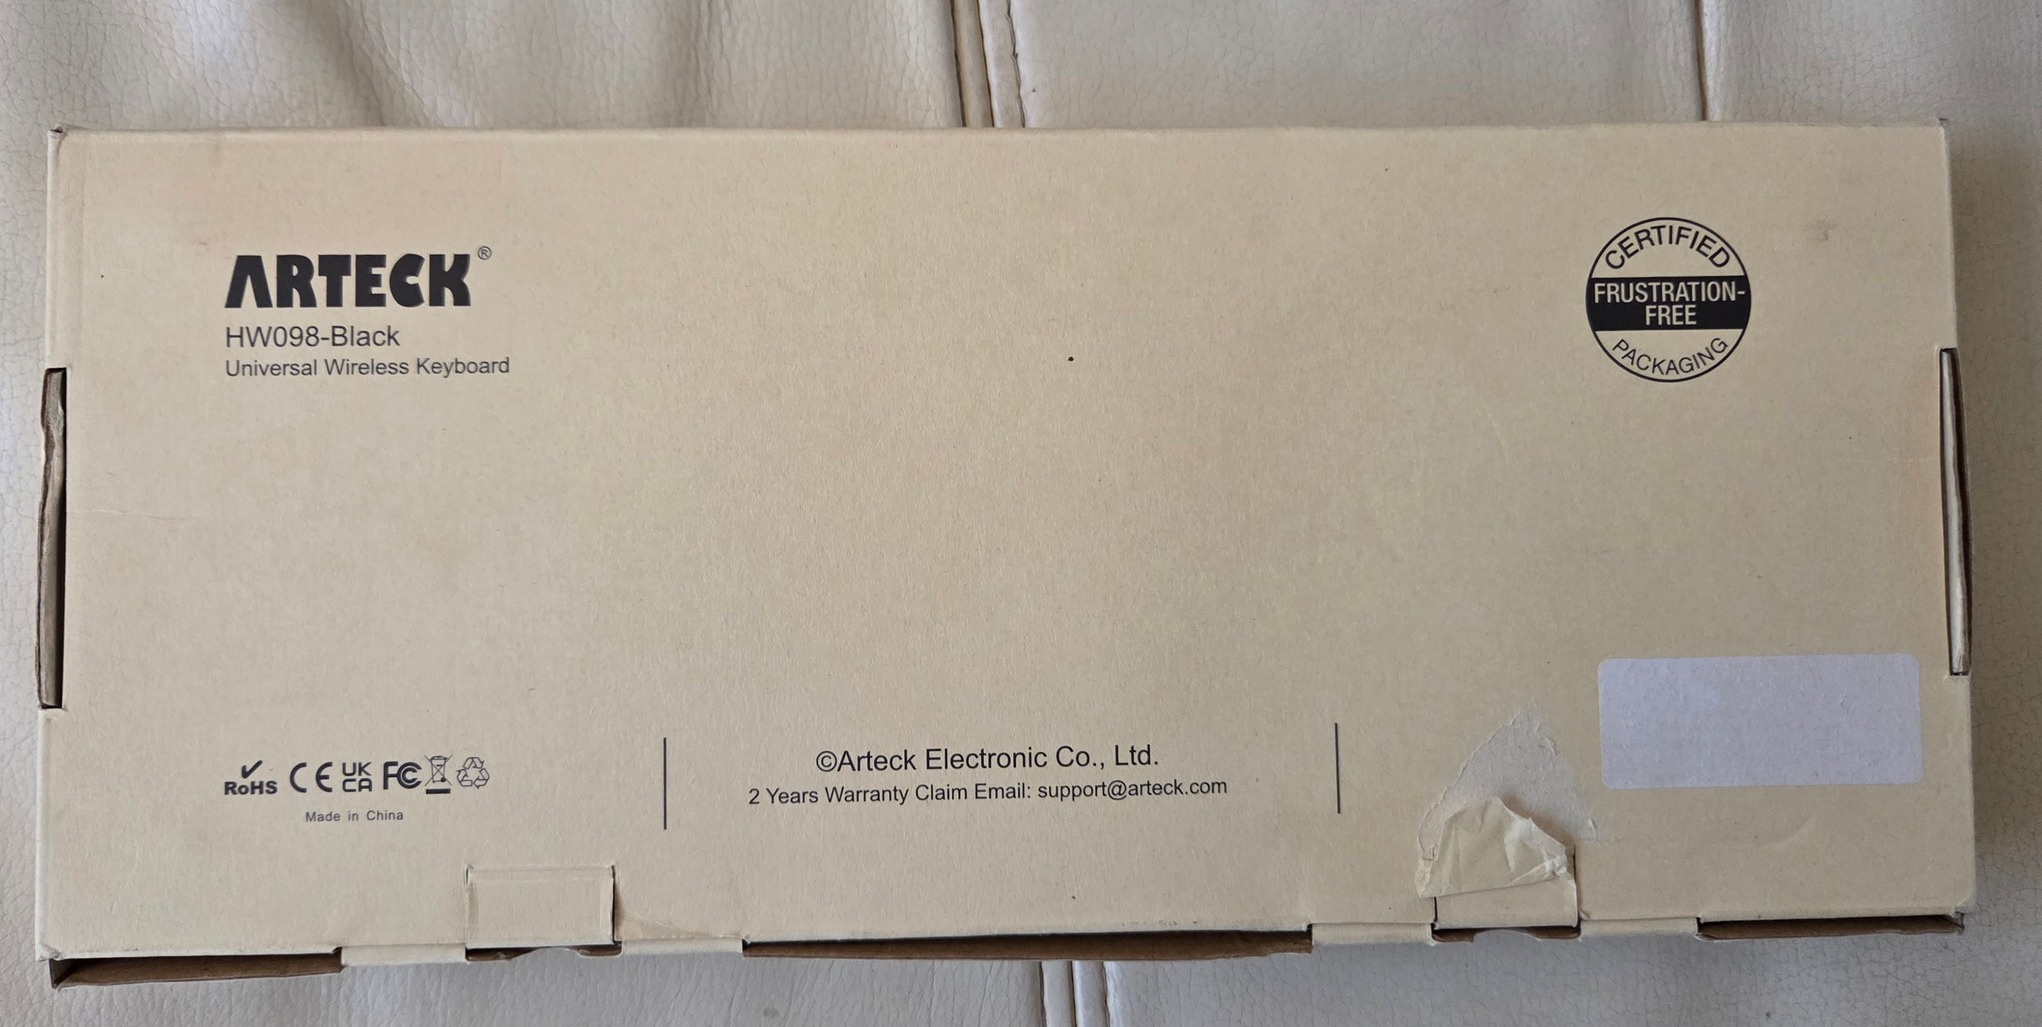 ARTECK®
HW098-Black
Universal Wireless Keyboard
CERTIFIED
FRUSTRATION-
FREE
PACKAGING
RoHS CE UK
CA FC
Made in China
©Arteck Electronic Co., Ltd.
2 Years Warranty Claim Email: support@arteck.com